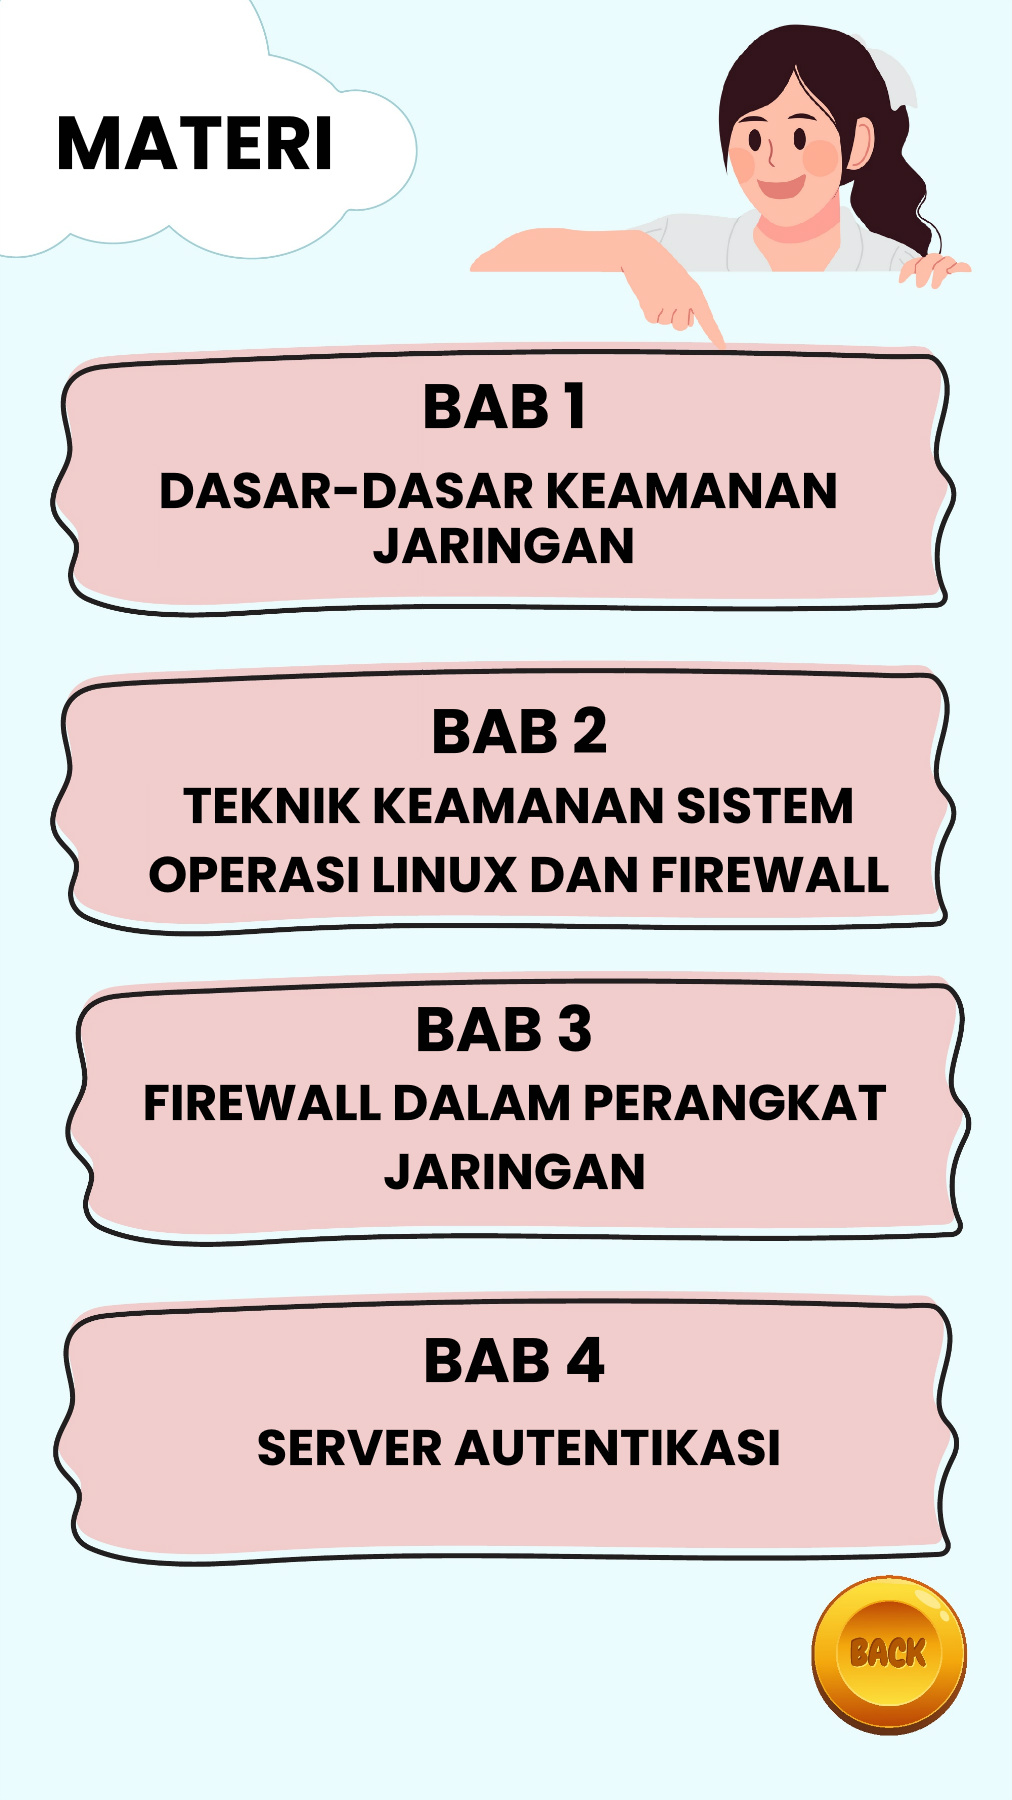 MATERI
BAB 1
DASAR-DASAR KEAMANAN
JARINGAN
BAB 2
TEKNIK KEAMANAN SISTEM
OPERASI LINUX DAN FIREWALL
BAB 3
FIREWALL DALAM PERANGKAT
JARINGAN
BAB 4
SERVER AUTENTIKASI
BACK